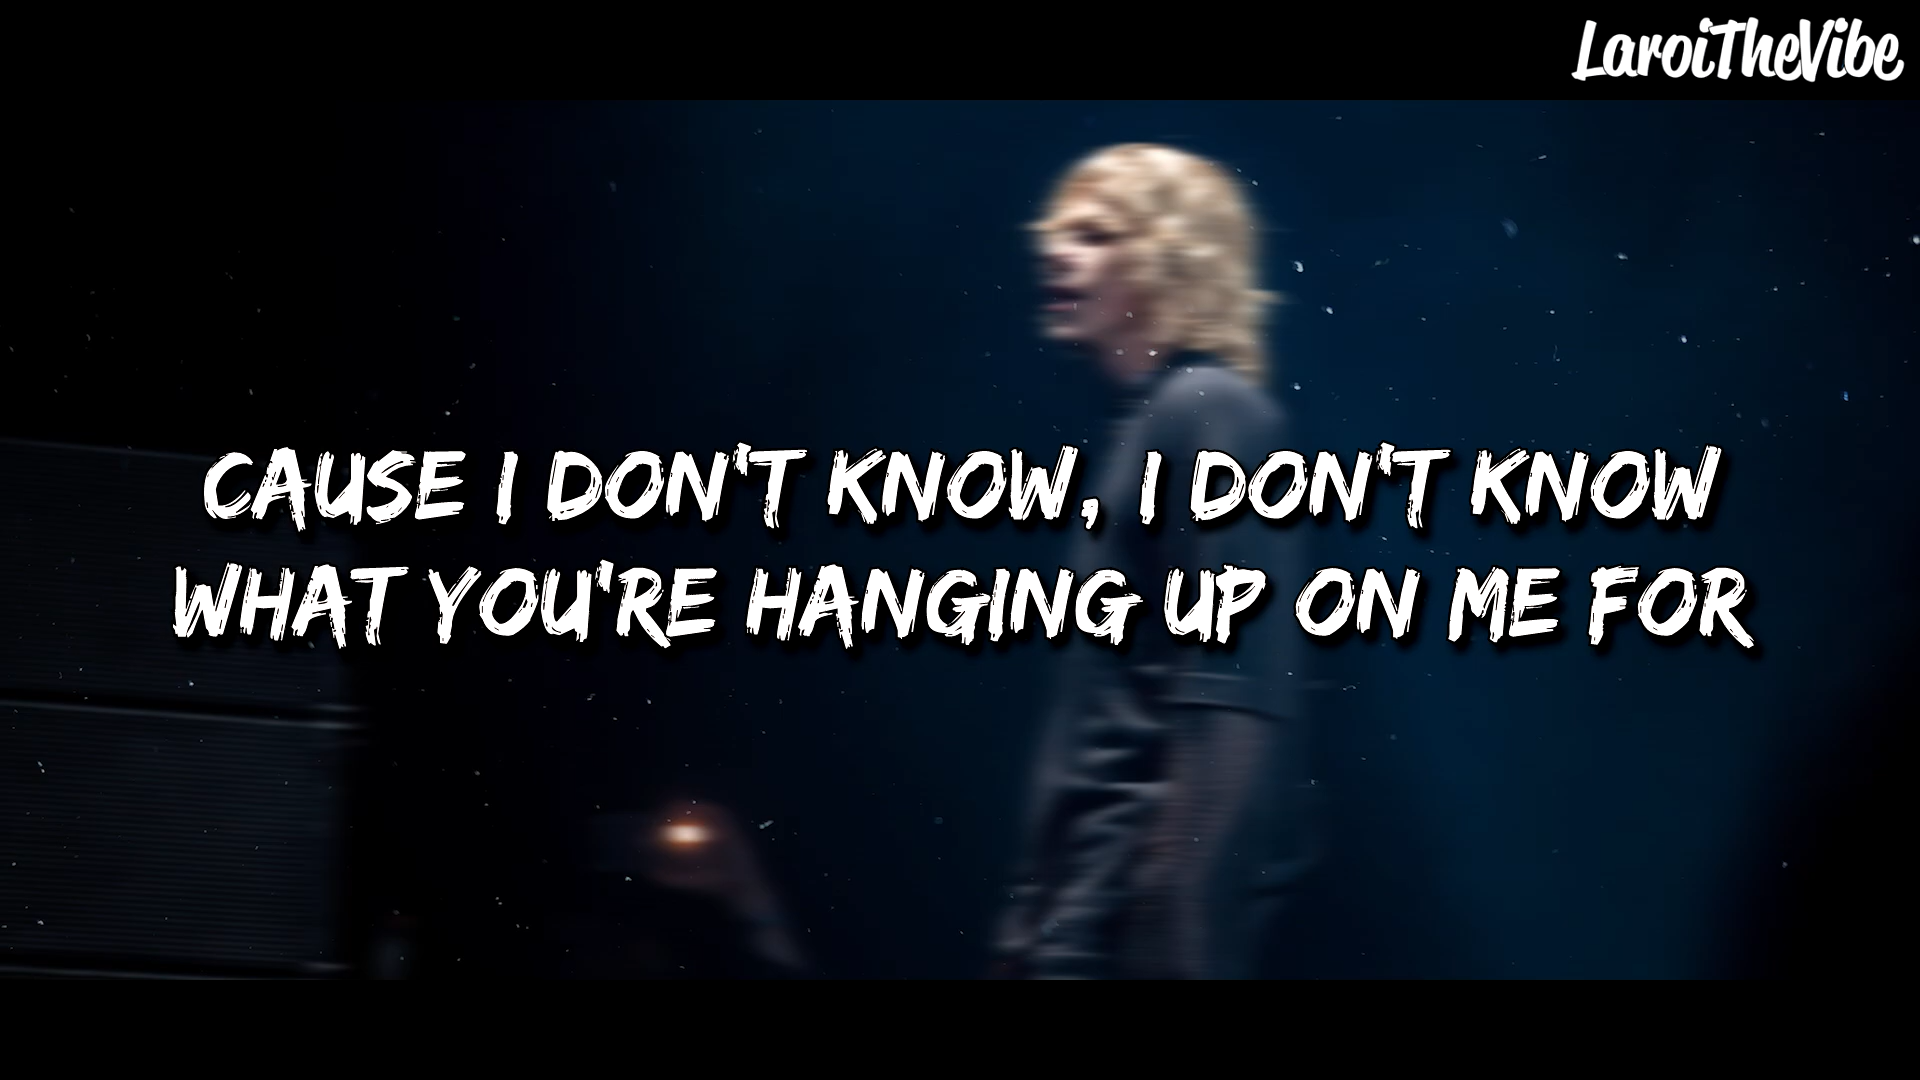 LaroiTheVibe
CAUSE I DON'T KNOW, I DON'T KNOW
WHAT YOU'RE HANGING UP ON ME FOR